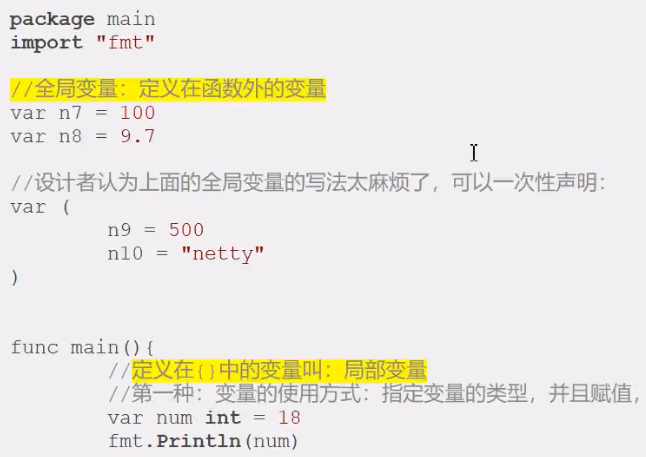 package main
import "fmt"
//全局变量：定义在函数外的变量
var n7 = 100
var n8 = 9.7
//设计者认为上面的全局变量的写法太麻烦了，可以一次性声明：
var (
n9 = 500
n10 = "netty"
)
func main(){
//定义在{}中的变量叫：局部变量
//第一种：变量的使用方式：指定变量的类型，并且赋值，
var num int = 18
fmt.Println(num)